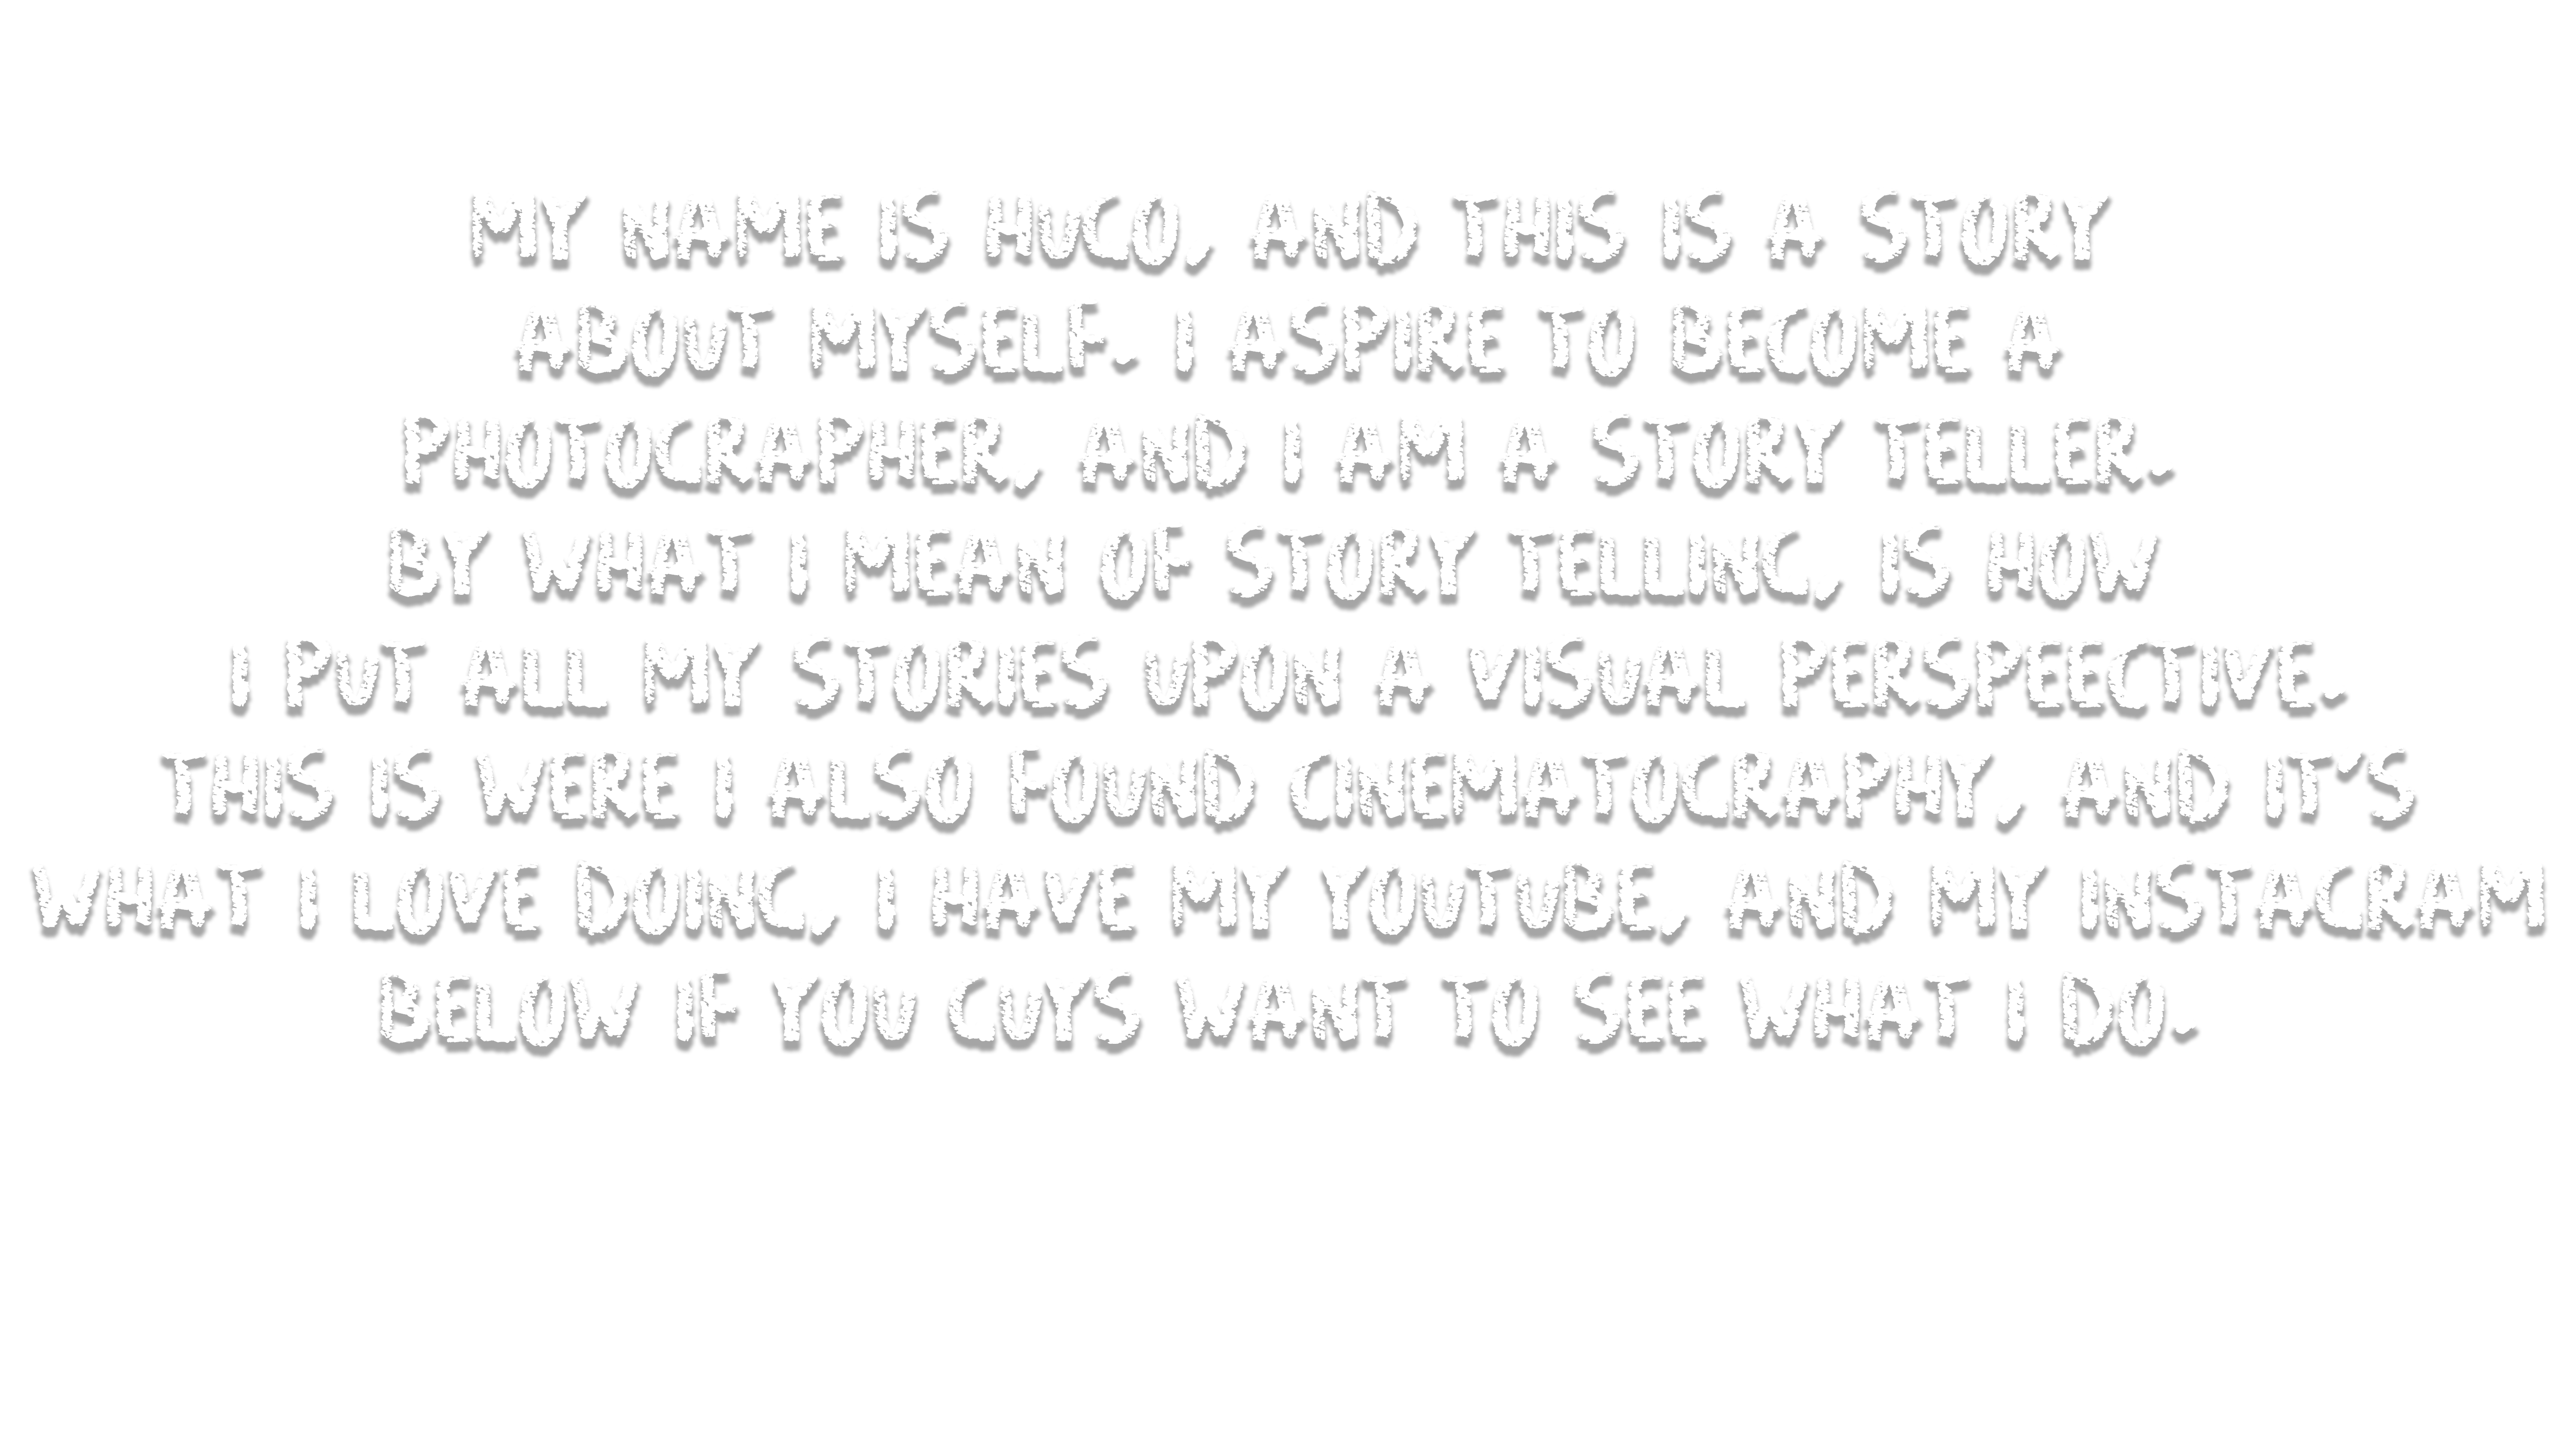 MY NAME IS HUGO, AND THIS IS A STORY
ABOUT MYSELF. I ASPIRE TO BECOME A
PHOTOGRAPHER, AND I AM A STORY TELLER.
BY WHAT I MEAN OF STORY TELLING, IS HOW
I PUT ALL MY STORIES UPON A VISUAL PERSPEECTIVE.
THIS IS WERE I ALSO FOUND CINEMATOGRAPHY, AND IT'S
WHAT I LOVE DOING, I HAVE MY YOUTUBE, AND MY INSTAGRAM
BELOW IF YOU GUYS WANT TO SEE WHAT I DO.